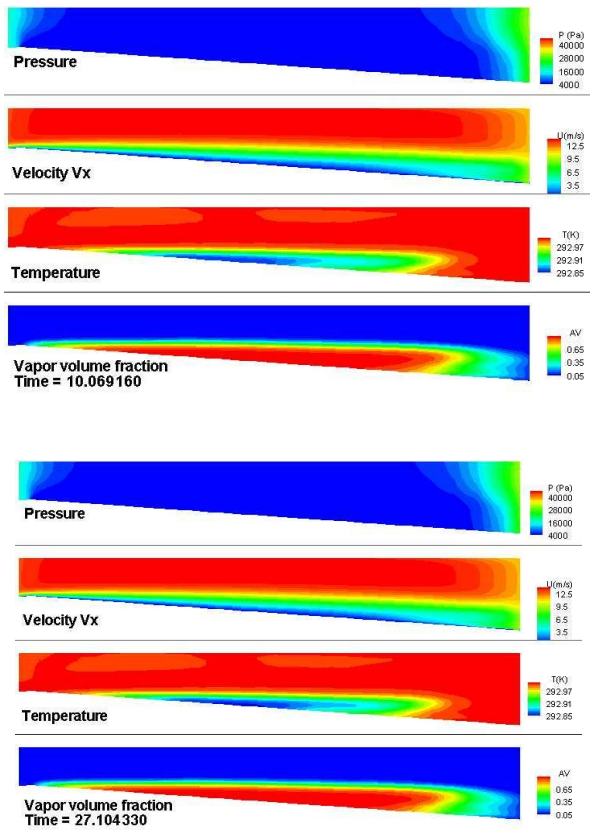 P (Pa)
40000
28000
16000
4000
Pressure
U(m/s)
12.5
9.5
6.5
3.5
Velocity Vx
T(K)
292.97
292.91
292.85
Temperature
AV
0.65
0.35
0.05
Vapor volume fraction
Time = 10.069160
P (Pa)
40000
28000
16000
4000
Pressure
U(m/s)
12.5
9.5
6.5
3.5
Velocity Vx
T(K)
292.97
292.91
292.85
Temperature
AV
0.65
0.35
0.05
Vapor volume fraction
Time = 27.104330